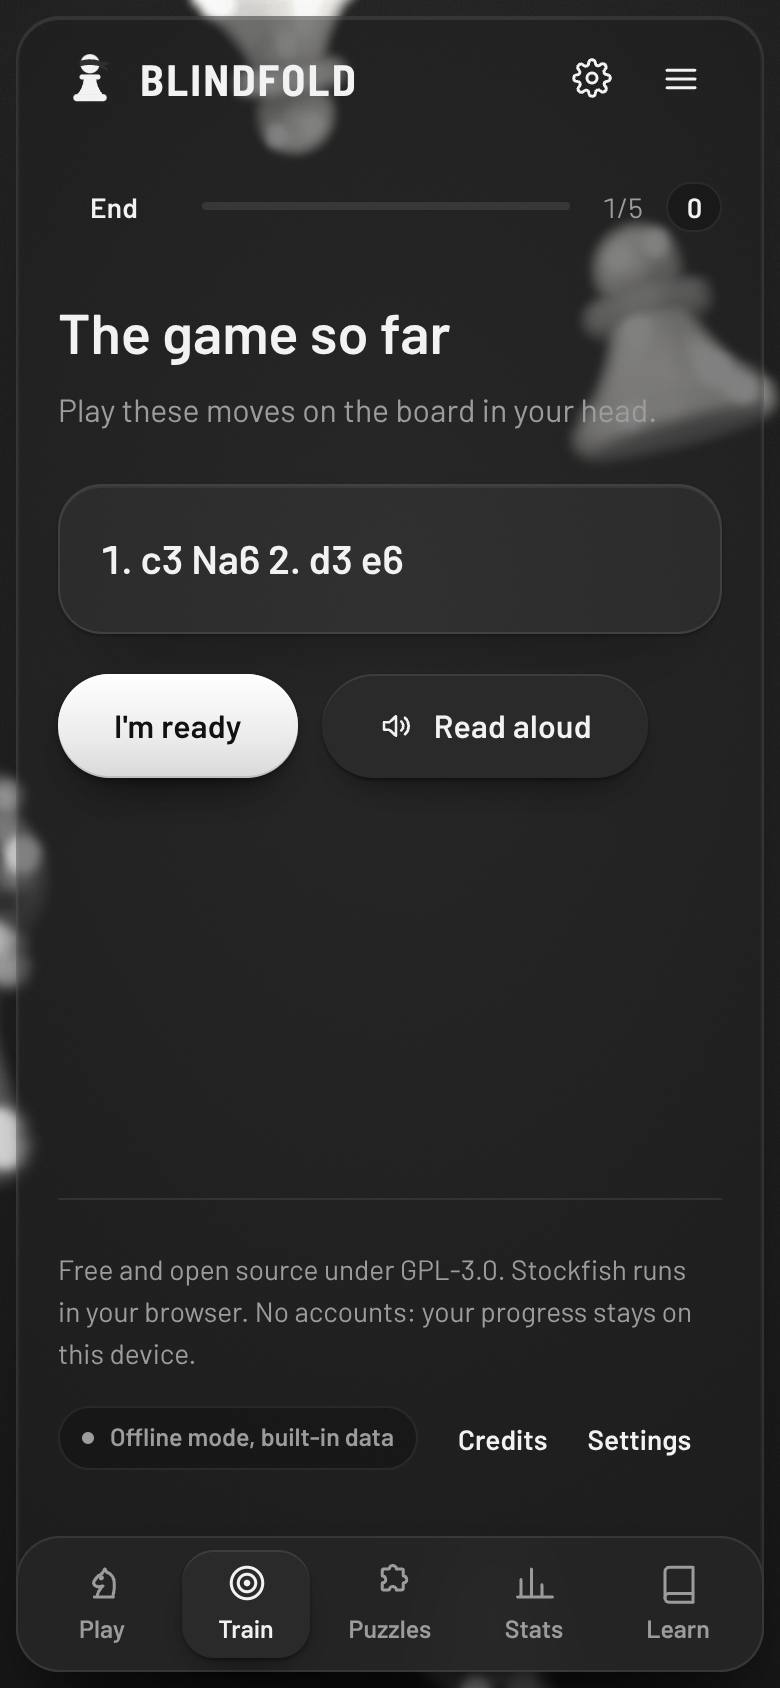 BLINDFOLD
End 1/5 0
The game so far
Play these moves on the board in your head.
1. c3 Na6 2. d3 e6
I'm ready Read aloud
Free and open source under GPL-3.0. Stockfish runs
in your browser. No accounts: your progress stays on
this device.
Offline mode, built-in data Credits Settings
Play Train Puzzles Stats Learn